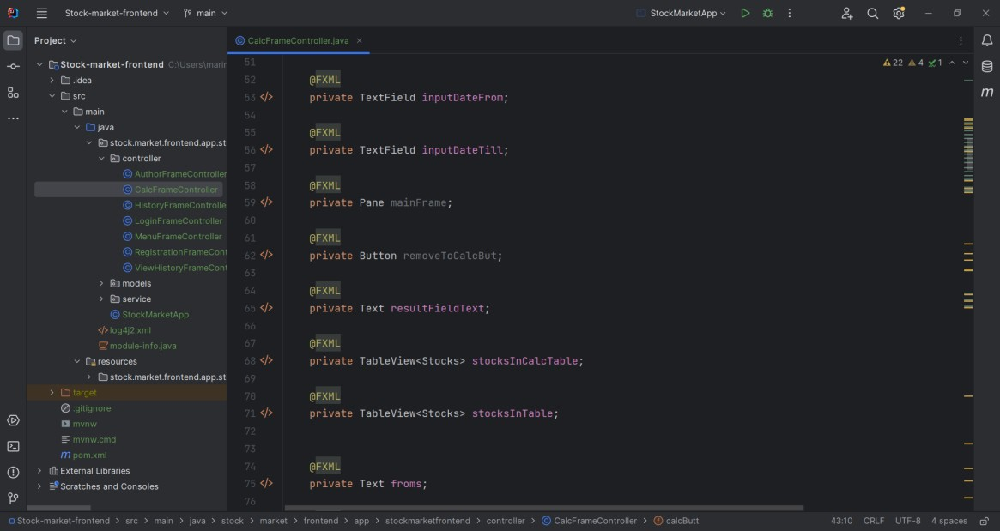 Stock-market-frontend
main
StockMarketApp
Project
CalcFrameController.java
Stock-market-frontend C:\Users\marin
.idea
src
main
java
stock.market.frontend.app.st
controller
AuthorFrameController
CalcFrameController
HistoryFrameControlle
LoginFrameController
MenuFrameController
RegistrationFrameCont
ViewHistoryFrameCont
models
service
StockMarketApp
log4j2.xml
module-info.java
resources
stock.market.frontend.app.st
target
.gitignore
mvnw
mvnw.cmd
pom.xml
External Libraries
Scratches and Consoles
22 4 1
51
52 @FXML
53 </> private TextField inputDateFrom;
54
55 @FXML
56 </> private TextField inputDateTill;
57
58 @FXML
59 </> private Pane mainFrame;
60
61 @FXML
62 </> private Button removeToCalcBut;
63
64 @FXML
65 </> private Text resultFieldText;
66
67 @FXML
68 </> private TableView<Stocks> stocksInCalcTable;
69
70 @FXML
71 </> private TableView<Stocks> stocksInTable;
72
73
74 @FXML
75 </> private Text froms;
76
Stock-market-frontend > src > main > java > stock > market > frontend > app > stockmarketfrontend > controller > CalcFrameController > calcButt
43:10 CRLF UTF-8 4 spaces